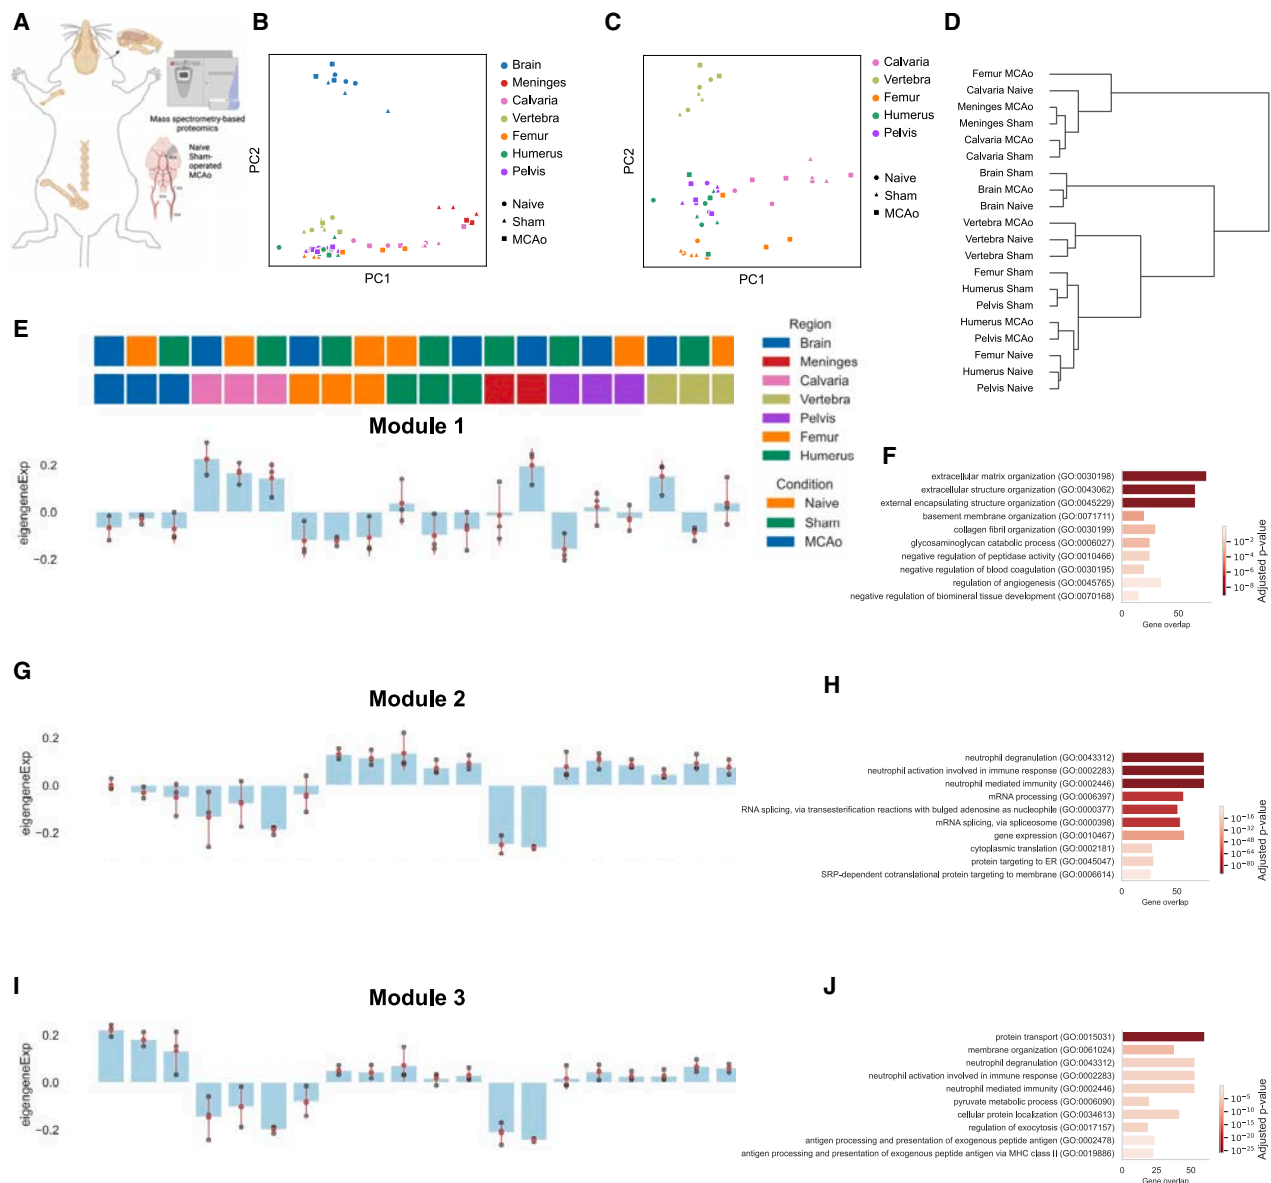 A
Mass spectrometry-based
proteomics
Naive
Sham-
operated
MCAo
B
PC2
PC1
Brain
Meninges
Calvaria
Vertebra
Femur
Humerus
Pelvis
Naive
Sham
MCAo
C
PC2
PC1
Calvaria
Vertebra
Femur
Humerus
Pelvis
Naive
Sham
MCAo
D
Femur MCAo
Calvaria Naive
Meninges MCAo
Meninges Sham
Calvaria MCAo
Calvaria Sham
Brain Sham
Brain MCAo
Brain Naive
Vertebra MCAo
Vertebra Naive
Vertebra Sham
Femur Sham
Humerus Sham
Pelvis Sham
Humerus MCAo
Pelvis MCAo
Femur Naive
Humerus Naive
Pelvis Naive
E
Region
Brain
Meninges
Calvaria
Vertebra
Pelvis
Femur
Humerus
Condition
Naive
Sham
MCAo
Module 1
eigengeneExp
0.2
0.0
−0.2
F
extracellular matrix organization (GO:0030198)
extracellular structure organization (GO:0043062)
external encapsulating structure organization (GO:0045229)
basement membrane organization (GO:0071711)
collagen fibril organization (GO:0030199)
glycosaminoglycan catabolic process (GO:0006027)
negative regulation of peptidase activity (GO:0010466)
negative regulation of blood coagulation (GO:0030195)
regulation of angiogenesis (GO:0045765)
negative regulation of biomineral tissue development (GO:0070168)
0 50
Gene overlap
10⁻²
10⁻⁴
10⁻⁶
10⁻⁸
Adjusted p-value
G
Module 2
eigengeneExp
0.2
0.0
−0.2
H
neutrophil degranulation (GO:0043312)
neutrophil activation involved in immune response (GO:0002283)
neutrophil mediated immunity (GO:0002446)
mRNA processing (GO:0006397)
RNA splicing, via transesterification reactions with bulged adenosine as nucleophile (GO:0000377)
mRNA splicing, via spliceosome (GO:0000398)
gene expression (GO:0010467)
cytoplasmic translation (GO:0002181)
protein targeting to ER (GO:0045047)
SRP-dependent cotranslational protein targeting to membrane (GO:0006614)
0 50
Gene overlap
10⁻¹⁶
10⁻³²
10⁻⁴⁸
10⁻⁶⁴
10⁻⁸⁰
Adjusted p-value
I
Module 3
eigengeneExp
0.2
0.0
−0.2
J
protein transport (GO:0015031)
membrane organization (GO:0061024)
neutrophil degranulation (GO:0043312)
neutrophil activation involved in immune response (GO:0002283)
neutrophil mediated immunity (GO:0002446)
pyruvate metabolic process (GO:0006090)
cellular protein localization (GO:0034613)
regulation of exocytosis (GO:0017157)
antigen processing and presentation of exogenous peptide antigen (GO:0002478)
antigen processing and presentation of exogenous peptide antigen via MHC class II (GO:0019886)
0 25 50
Gene overlap
10⁻⁵
10⁻¹⁰
10⁻¹⁵
10⁻²⁰
10⁻²⁵
Adjusted p-value